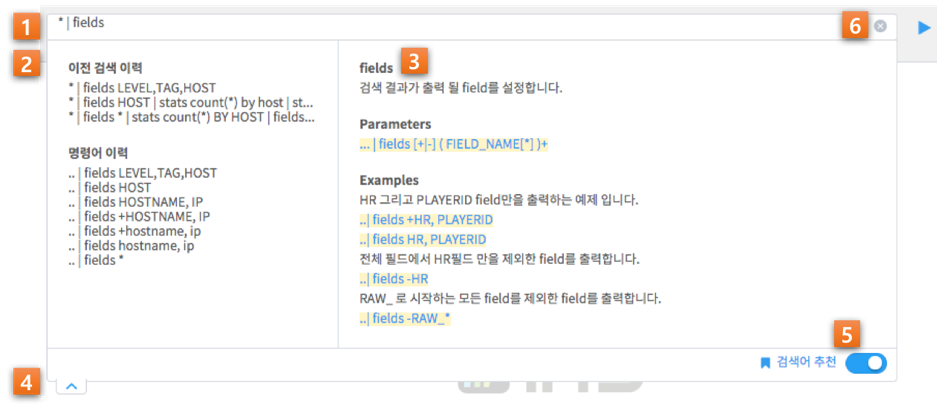 1
* | fields
6
2
이전 검색 이력
* | fields LEVEL,TAG,HOST
* | fields HOST | stats count(*) by host | st...
* | fields * | stats count(*) BY HOST | fields...
명령어 이력
.. | fields LEVEL,TAG,HOST
.. | fields HOST
.. | fields HOSTNAME, IP
.. | fields +HOSTNAME, IP
.. | fields +hostname, ip
.. | fields hostname, ip
.. | fields *
fields
3
검색 결과가 출력 될 field를 설정합니다.
Parameters
... | fields [+|-] ( FIELD_NAME[*] )+
Examples
HR 그리고 PLAYERID field만을 출력하는 예제 입니다.
..| fields +HR, PLAYERID
..| fields HR, PLAYERID
전체 필드에서 HR필드 만을 제외한 field를 출력합니다.
..| fields -HR
RAW_ 로 시작하는 모든 field를 제외한 field를 출력합니다.
..| fields -RAW_*
5
검색어 추천
4